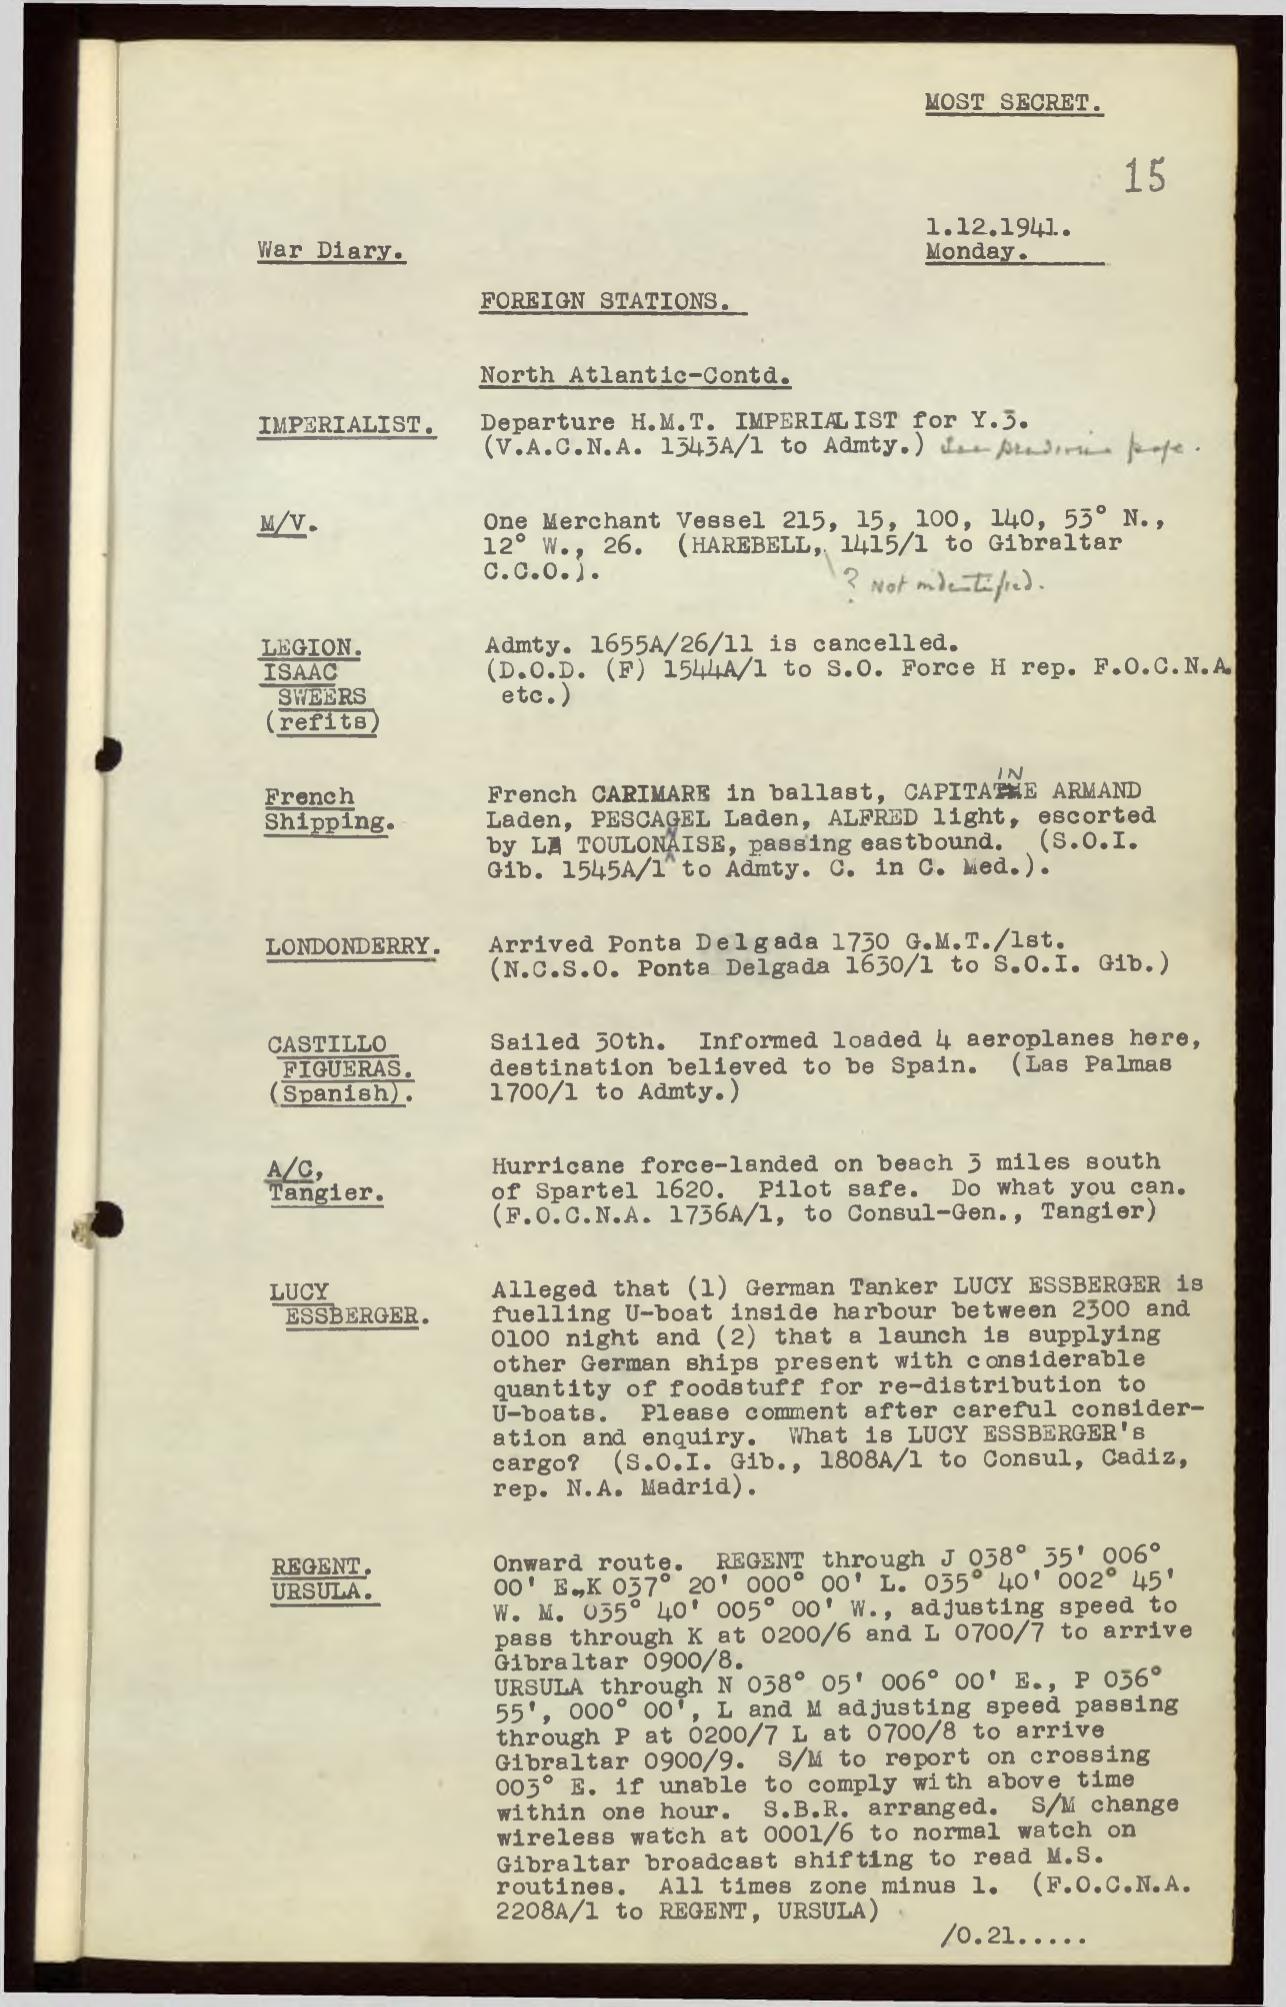 MOST SECRET.
15
1.12.1941.
War Diary.
Monday.
FOREIGN STATIONS.
North Atlantic-Contd.
IMPERIALIST.
Departure H.M.T. IMPERIALIST for Y.3.
(V.A.C.N.A. 1343A/1 to Admty.) See previous page.
M/V.
One Merchant Vessel 215, 15, 100, 140, 53° N.,
12° W., 26. (HAREBELL, 1415/1 to Gibraltar
C.C.O.).
? Not indentified.
LEGION.
ISAAC
SWEERS
(refits)
Admty. 1655A/26/11 is cancelled.
(D.O.D. (F) 1544A/1 to S.O. Force H rep. F.O.C.N.A.
etc.)
French
Shipping.
IN
French CARIMARE in ballast, CAPITAINE ARMAND
Laden, PESCAGEL Laden, ALFRED light, escorted
by LA TOULONNAISE, passing eastbound. (S.O.I.
Gib. 1545A/1 to Admty. C. in C. Med.).
LONDONDERRY.
Arrived Ponta Delgada 1730 G.M.T./1st.
(N.C.S.O. Ponta Delgada 1630/1 to S.O.I. Gib.)
CASTILLO
FIGUERAS.
(Spanish).
Sailed 30th. Informed loaded 4 aeroplanes here,
destination believed to be Spain. (Las Palmas
1700/1 to Admty.)
A/C,
Tangier.
Hurricane force-landed on beach 3 miles south
of Spartel 1620. Pilot safe. Do what you can.
(F.O.C.N.A. 1736A/1, to Consul-Gen., Tangier)
LUCY
ESSBERGER.
Alleged that (1) German Tanker LUCY ESSBERGER is
fuelling U-boat inside harbour between 2300 and
0100 night and (2) that a launch is supplying
other German ships present with considerable
quantity of foodstuff for re-distribution to
U-boats. Please comment after careful consider-
ation and enquiry. What is LUCY ESSBERGER's
cargo? (S.O.I. Gib., 1808A/1 to Consul, Cadiz,
rep. N.A. Madrid).
REGENT.
URSULA.
Onward route. REGENT through J 038° 35' 006°
00' E.,K 037° 20' 000° 00' L. 035° 40' 002° 45'
W. M. 035° 40' 005° 00' W., adjusting speed to
pass through K at 0200/6 and L 0700/7 to arrive
Gibraltar 0900/8.
URSULA through N 038° 05' 006° 00' E., P 036°
55', 000° 00', L and M adjusting speed passing
through P at 0200/7 L at 0700/8 to arrive
Gibraltar 0900/9. S/M to report on crossing
003° E. if unable to comply with above time
within one hour. S.B.R. arranged. S/M change
wireless watch at 0001/6 to normal watch on
Gibraltar broadcast shifting to read M.S.
routines. All times zone minus 1. (F.O.C.N.A.
2208A/1 to REGENT, URSULA)
/0.21.....